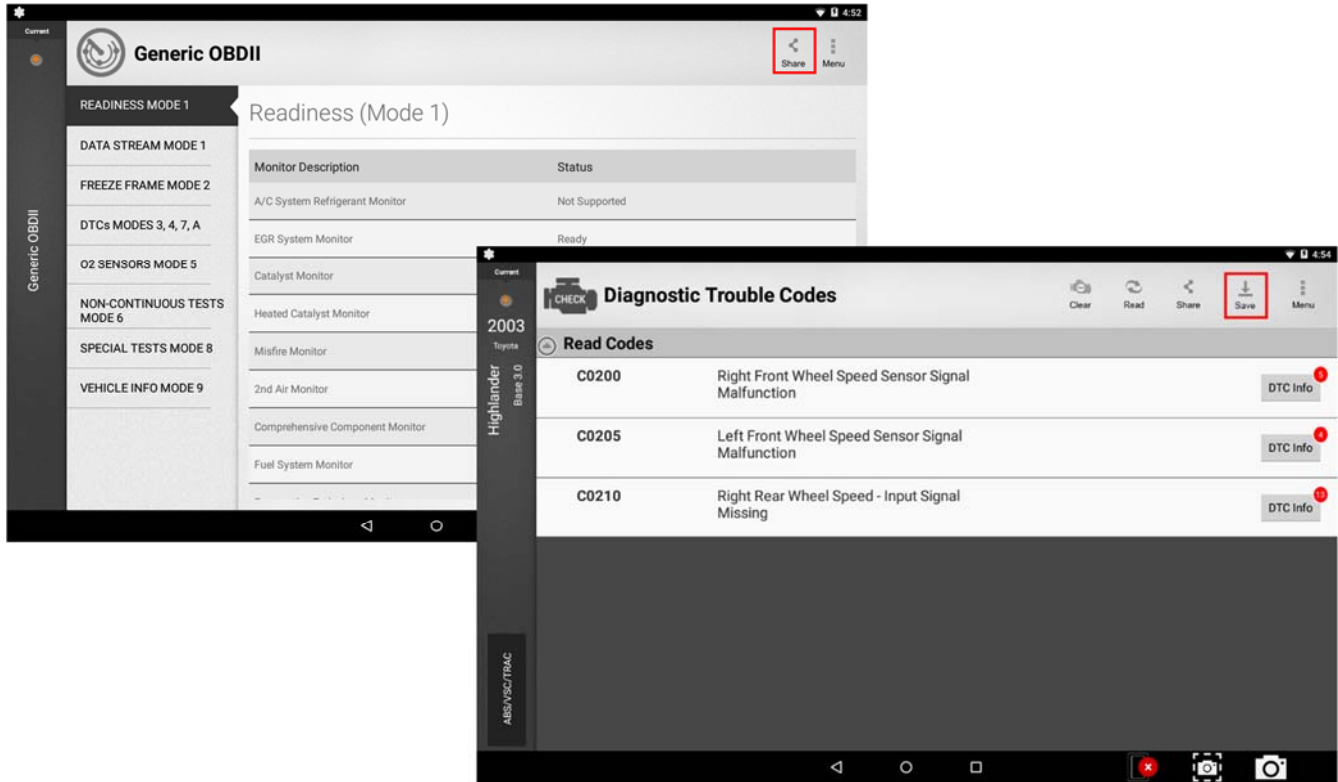 4:52
Current
Generic OBDII
Share
Menu
Generic OBDII
READINESS MODE 1
DATA STREAM MODE 1
FREEZE FRAME MODE 2
DTCs MODES 3, 4, 7, A
O2 SENSORS MODE 5
NON-CONTINUOUS TESTS
MODE 6
SPECIAL TESTS MODE 8
VEHICLE INFO MODE 9
Readiness (Mode 1)
Monitor Description Status
A/C System Refrigerant Monitor Not Supported
EGR System Monitor Ready
Catalyst Monitor
Heated Catalyst Monitor
Misfire Monitor
2nd Air Monitor
Comprehensive Component Monitor
Fuel System Monitor
4:54
Current
2003
Toyota
Highlander
Base 3.0
ABS/VSC/TRAC
CHECK
Diagnostic Trouble Codes
Clear
Read
Share
Save
Menu
Read Codes
C0200 Right Front Wheel Speed Sensor Signal
Malfunction
DTC Info 5
C0205 Left Front Wheel Speed Sensor Signal
Malfunction
DTC Info 4
C0210 Right Rear Wheel Speed - Input Signal
Missing
DTC Info 13